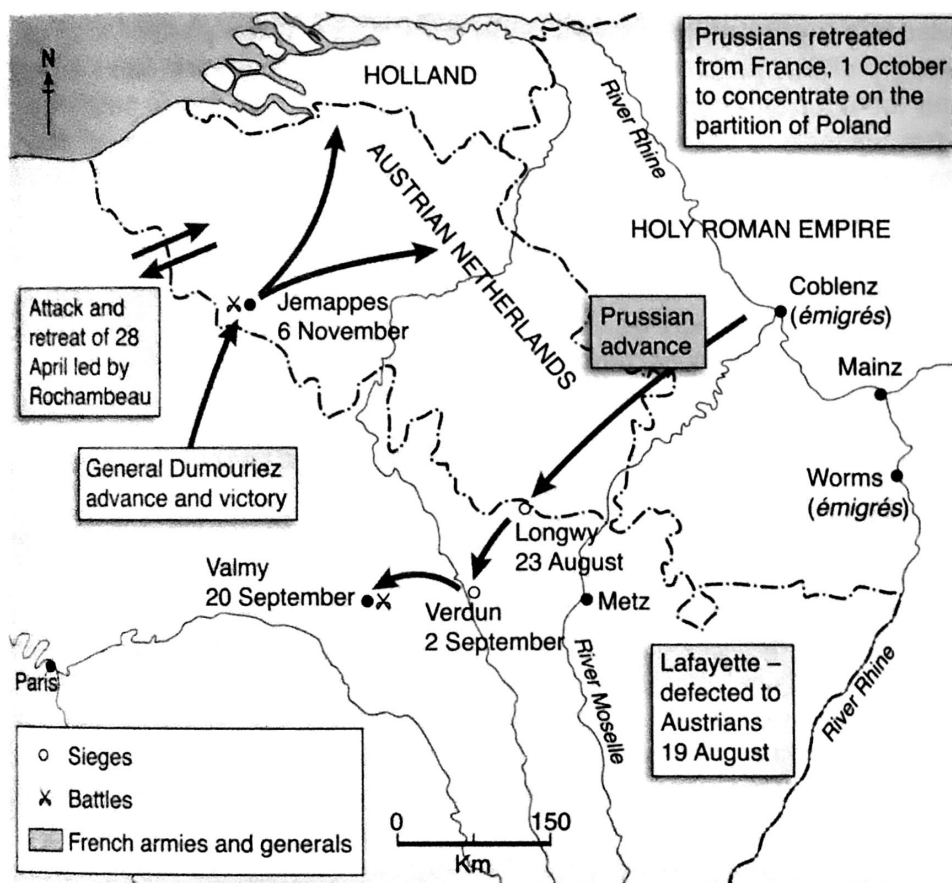 N
HOLLAND
Prussians retreated
from France, 1 October
to concentrate on the
partition of Poland
River Rhine
AUSTRIAN NETHERLANDS
HOLY ROMAN EMPIRE
Attack and
retreat of 28
April led by
Rochambeau
Jemappes
6 November
Prussian
advance
Coblenz
(émigrés)
Mainz
General Dumouriez
advance and victory
Worms
(émigrés)
Longwy
23 August
Valmy
20 September
Verdun
2 September
Metz
Paris
River Moselle
Lafayette –
defected to
Austrians
19 August
River Rhine
Sieges
Battles
French armies and generals
0 150
Km